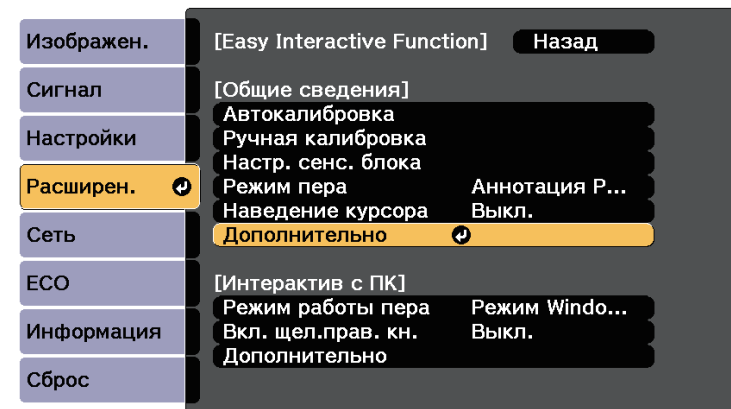 Изображен.
Сигнал
Настройки
Расширен.
Сеть
ECO
Информация
Сброс
[Easy Interactive Function] Назад
[Общие сведения]
Автокалибровка
Ручная калибровка
Настр. сенс. блока
Режим пера Аннотация P...
Наведение курсора Выкл.
Дополнительно
[Интерактив с ПК]
Режим работы пера Режим Windo...
Вкл. щел.прав. кн. Выкл.
Дополнительно